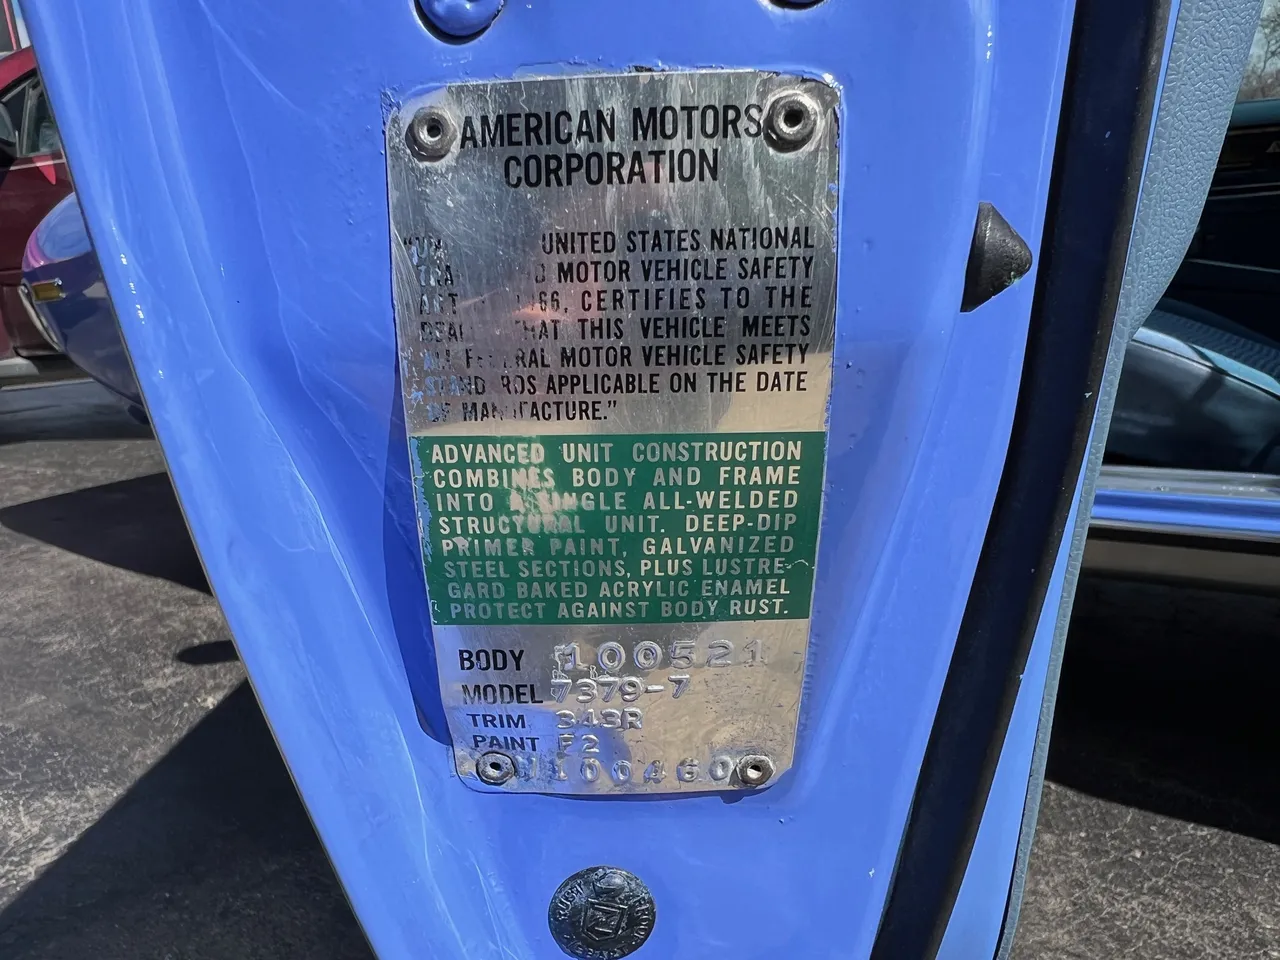 AMERICAN MOTORS
CORPORATION
UNITED STATES NATIONAL
MOTOR VEHICLE SAFETY
CERTIFIES TO THE
THAT THIS VEHICLE MEETS
MOTOR VEHICLE SAFETY
APPLICABLE ON THE DATE
ADVANCED UNIT CONSTRUCTION
COMBINES BODY AND FRAME
INTO A SINGLE ALL-WELDED
STRUCTURAL UNIT. DEEP-DIP
PRIMER PAINT, GALVANIZED
STEEL SECTIONS, PLUS LUSTRE-
GARD BAKED ACRYLIC ENAMEL
PROTECT AGAINST BODY RUST.
BODY 100521
MODEL 7379-7
TRIM 343R
PAINT F2